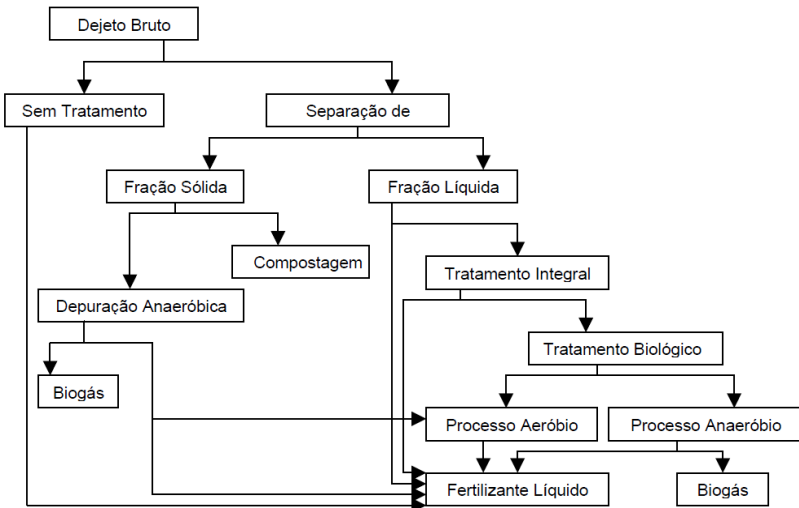 Dejeto Bruto
Sem Tratamento
Separação de
Fração Sólida
Fração Líquida
Compostagem
Tratamento Integral
Depuração Anaeróbica
Tratamento Biológico
Biogás
Processo Aeróbio
Processo Anaeróbio
Fertilizante Líquido
Biogás